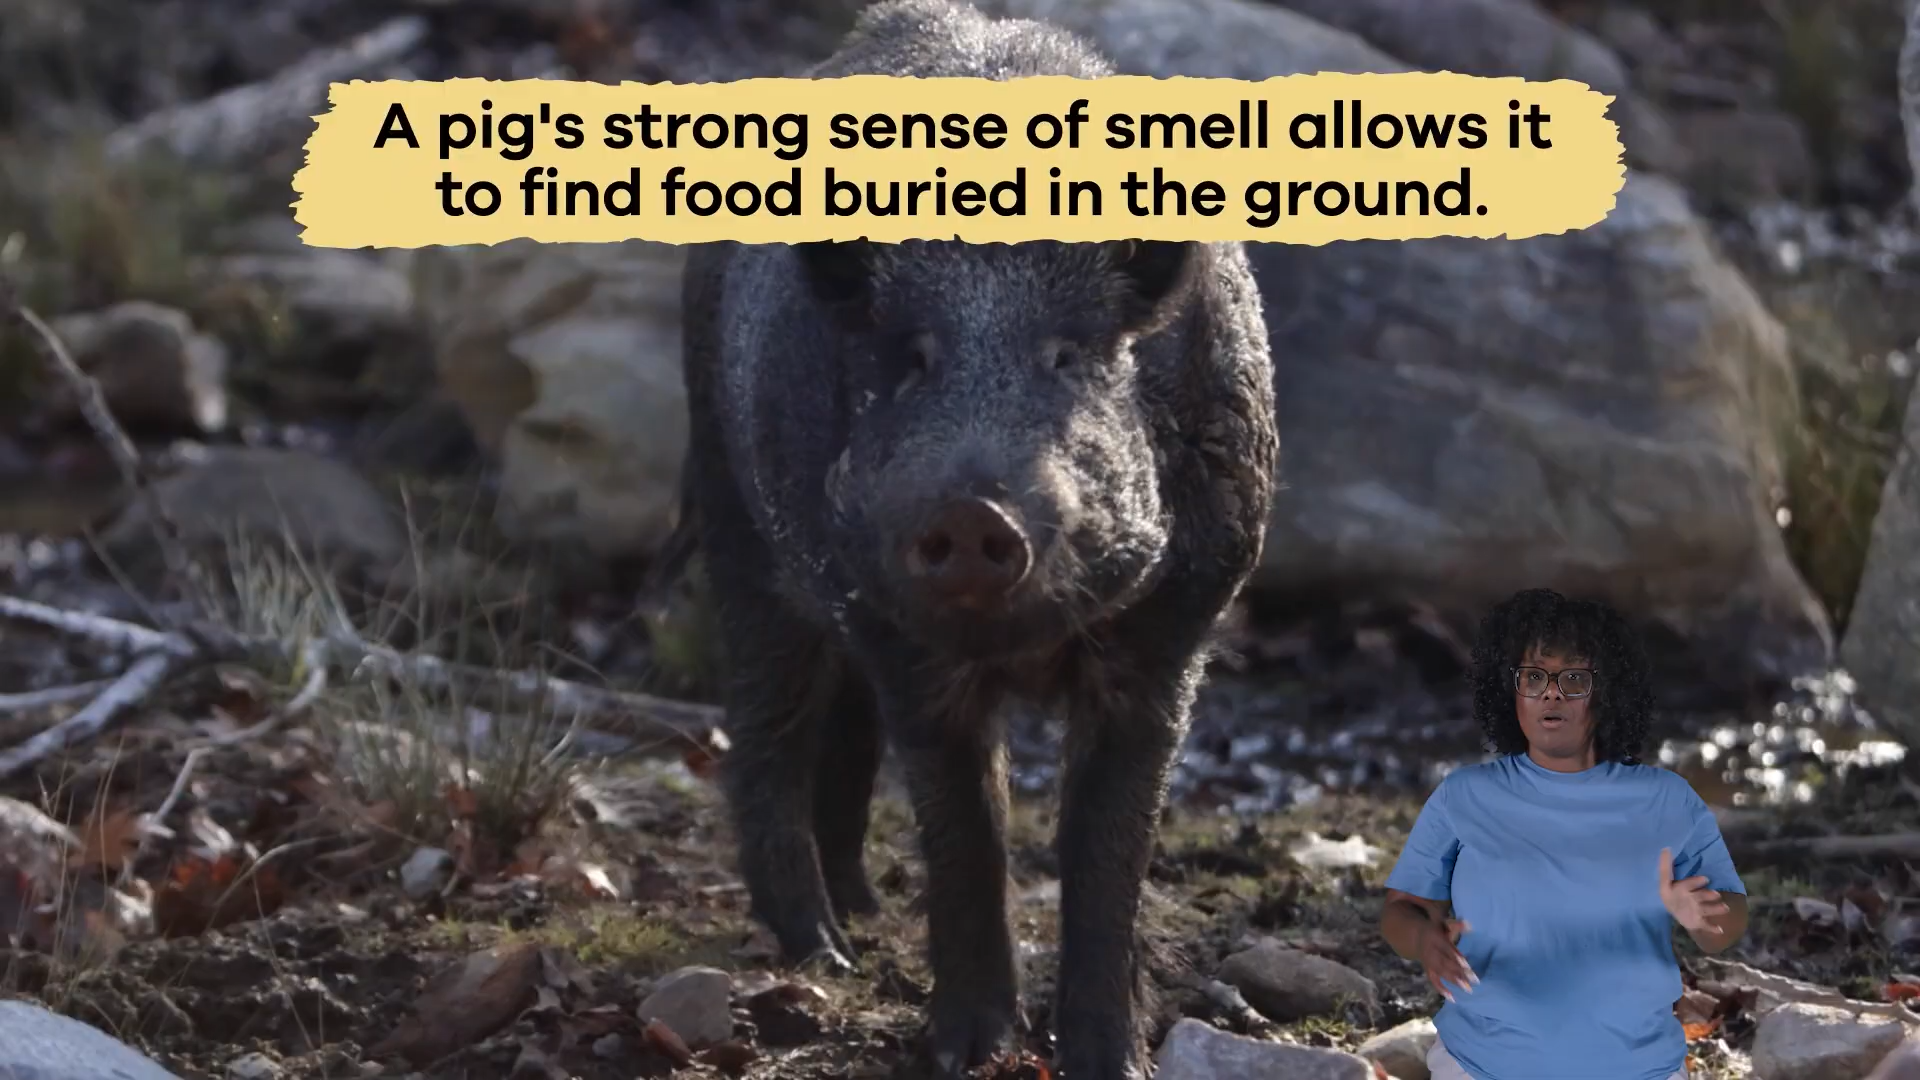 A pig's strong sense of smell allows it
to find food buried in the ground.